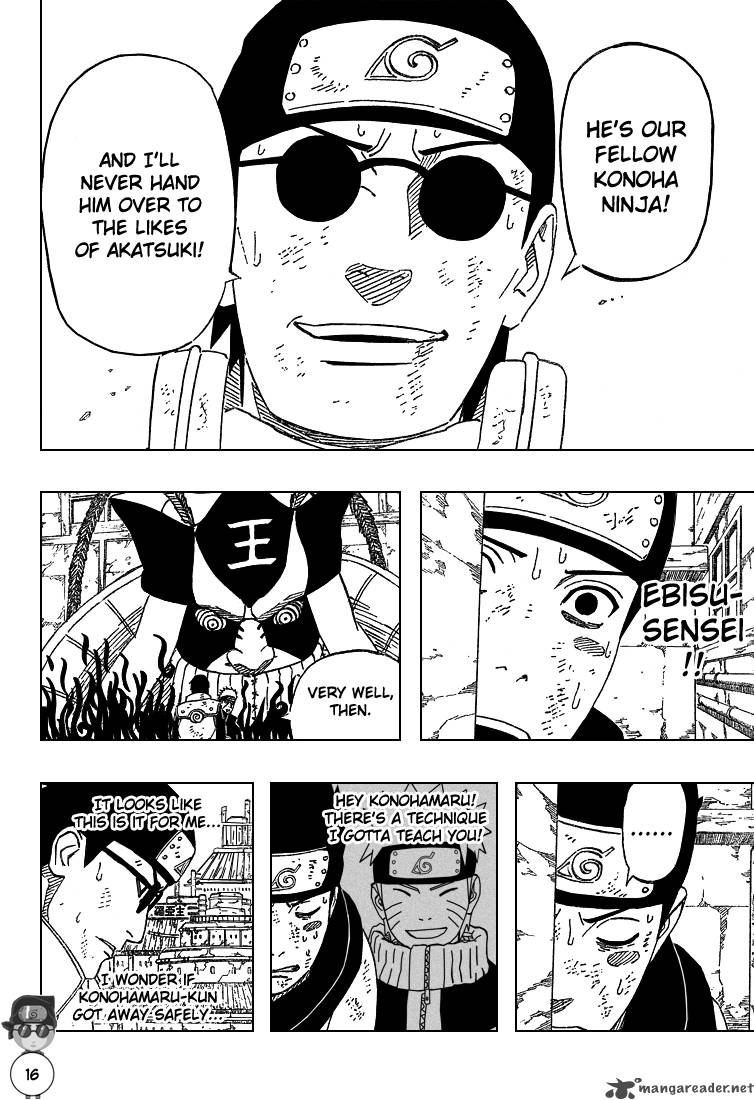 HE'S OUR
FELLOW
KONOHA
NINJA!
AND I'LL
NEVER HAND
HIM OVER TO
THE LIKES
OF AKATSUKI!
EBISU-
SENSEI
!!
王
VERY WELL,
THEN.
.......
HEY KONOHAMARU!
THERE'S A TECHNIQUE
I GOTTA TEACH YOU!
IT LOOKS LIKE
THIS IS IT FOR ME...
I WONDER IF
KONOHAMARU-KUN
GOT AWAY SAFELY...
16
mangareader.net